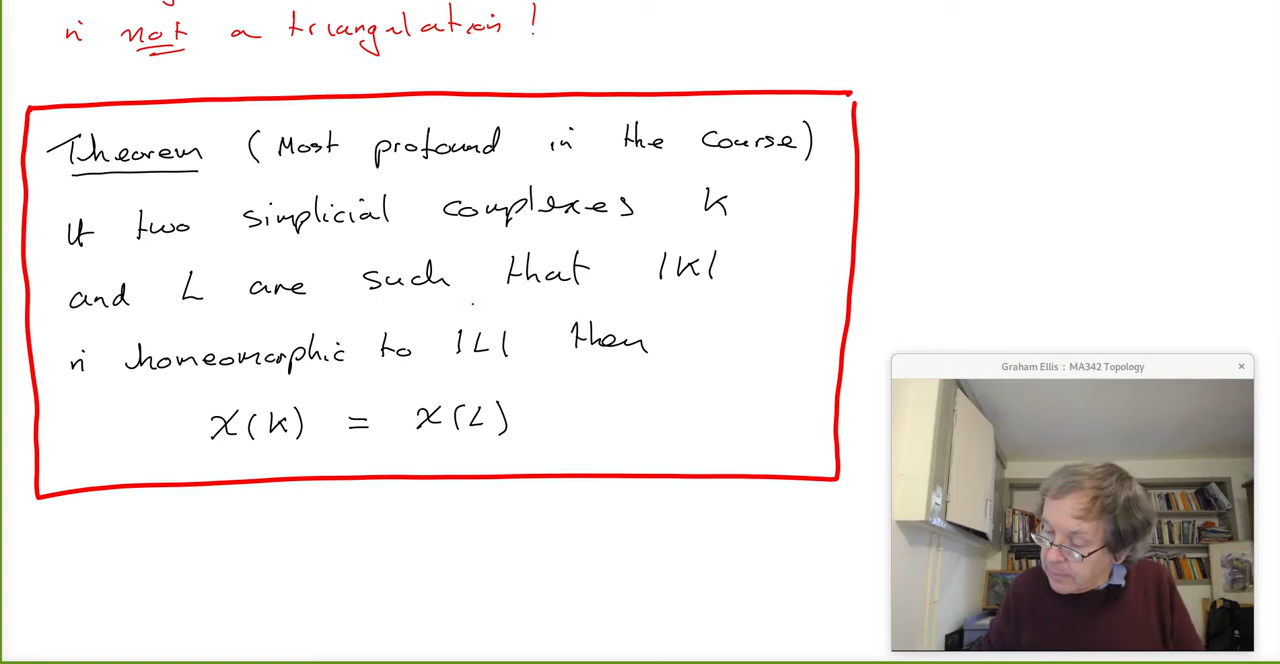 is not a triangulation!
Theorem (Most profound in the course)
If two simplicial complexes K
and L are such that |K|
is homeomorphic to |L| then
χ(K) = χ(L)
Graham Ellis : MA342 Topology